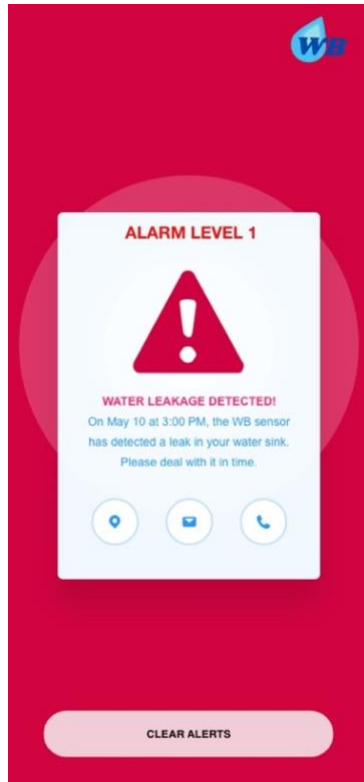 WB
ALARM LEVEL 1
WATER LEAKAGE DETECTED!
On May 10 at 3:00 PM, the WB sensor
has detected a leak in your water sink.
Please deal with it in time.
CLEAR ALERTS